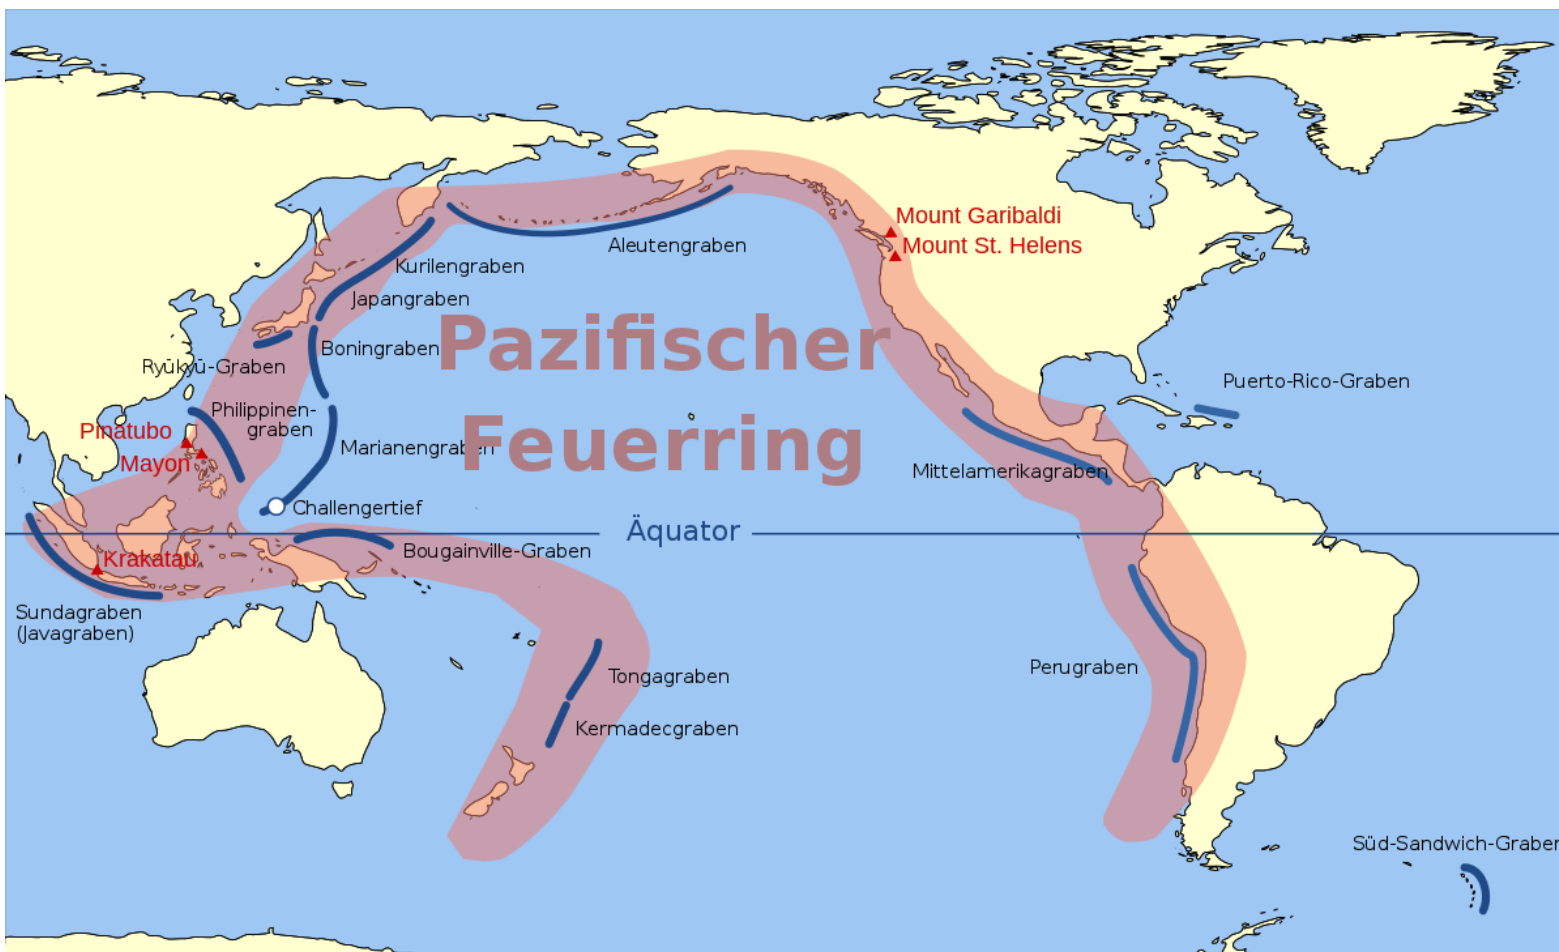 Mount Garibaldi
Mount St. Helens
Aleutengraben
Kurilengraben
Japangraben
Pazifischer
Feuerring
Boningraben
Ryūkyū-Graben
Puerto-Rico-Graben
Philippinen-
graben
Pinatubo
Mayon
Marianengraben
Mittelamerikagraben
Challengertief
Äquator
Bougainville-Graben
Krakatau
Sundagraben
(Javagraben)
Perugraben
Tongagraben
Kermadecgraben
Süd-Sandwich-Graben